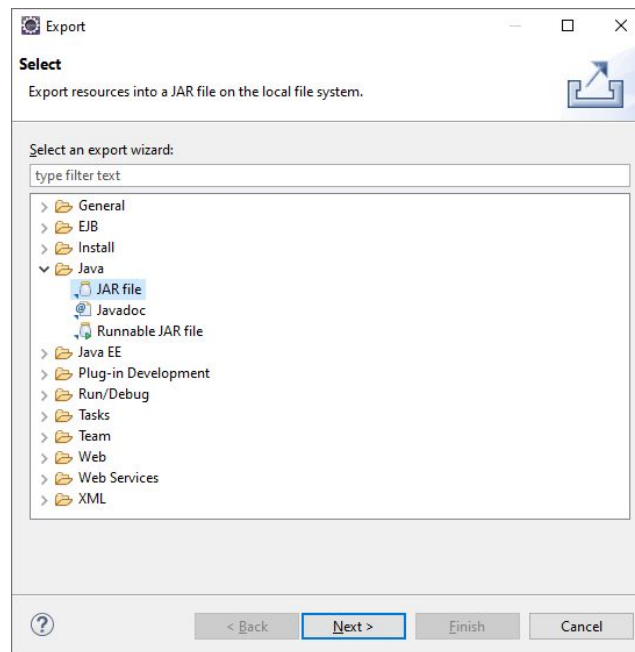 Export
Select
Export resources into a JAR file on the local file system.
Select an export wizard:
type filter text
General
EJB
Install
Java
JAR file
Javadoc
Runnable JAR file
Java EE
Plug-in Development
Run/Debug
Tasks
Team
Web
Web Services
XML
? < Back Next > Finish Cancel